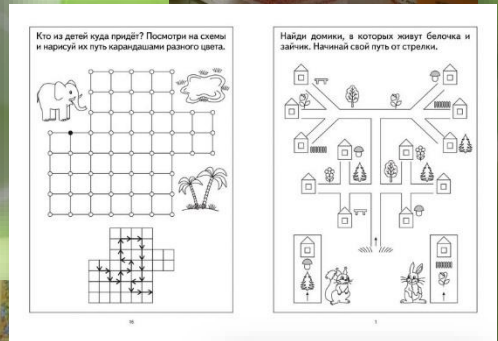 Кто из детей куда придёт? Посмотри на схемы
и нарисуй их путь карандашами разного цвета.
Найди домики, в которых живут белочка и
зайчик. Начинай свой путь от стрелки.